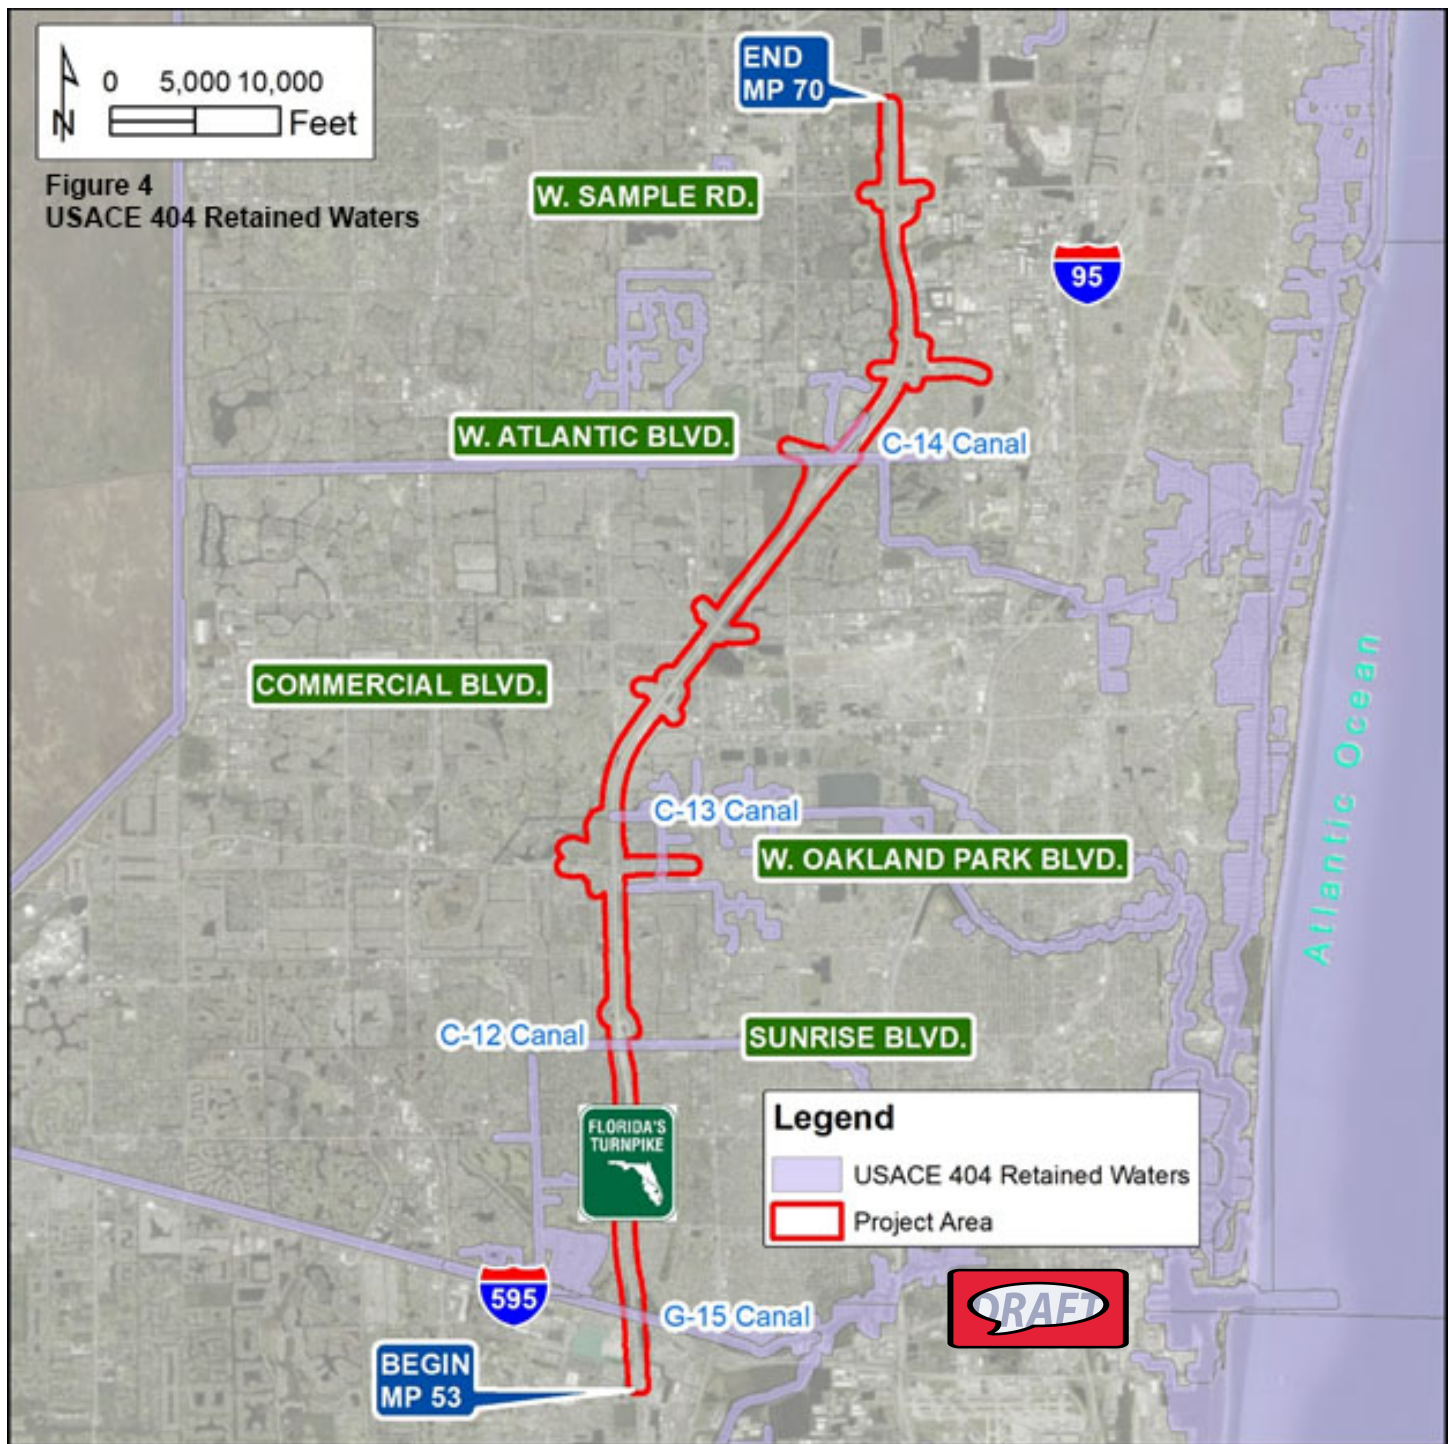 END
MP 70
0 5,000 10,000
Feet
N
Figure 4
USACE 404 Retained Waters
W. SAMPLE RD.
95
W. ATLANTIC BLVD.
C-14 Canal
COMMERCIAL BLVD.
Atlantic Ocean
C-13 Canal
W. OAKLAND PARK BLVD.
C-12 Canal
SUNRISE BLVD.
FLORIDA'S
TURNPIKE
Legend
USACE 404 Retained Waters
Project Area
595
G-15 Canal
DRAFT
BEGIN
MP 53